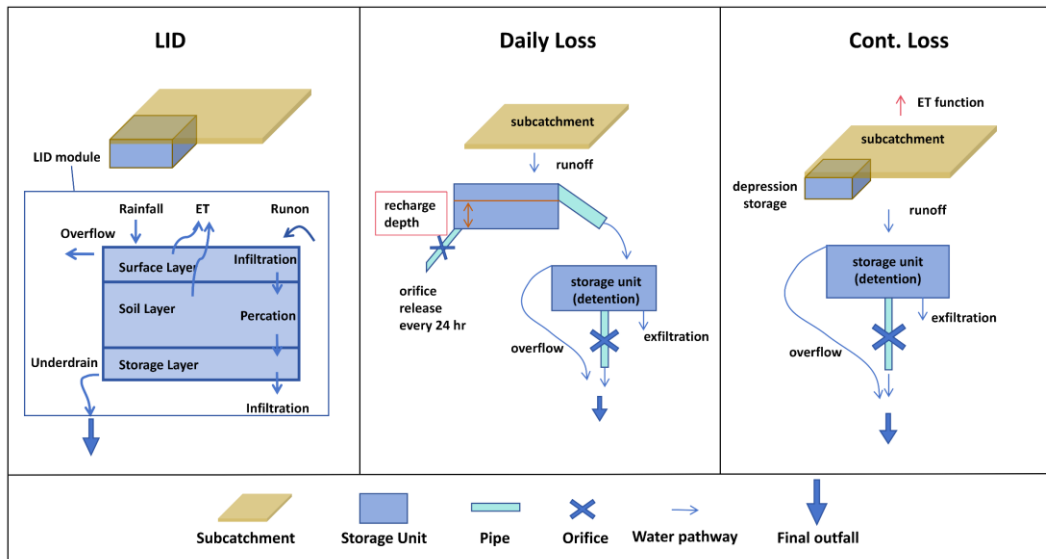 LID
LID module
Rainfall
ET
Runon
Overflow
Surface Layer
Infiltration
Soil Layer
Percation
Underdrain
Storage Layer
Infiltration
Daily Loss
subcatchment
runoff
recharge
depth
orifice
release
every 24 hr
storage unit
(detention)
exfiltration
overflow
Cont. Loss
ET function
subcatchment
depression
storage
runoff
storage unit
(detention)
exfiltration
overflow
Subcatchment
Storage Unit
Pipe
Orifice
Water pathway
Final outfall